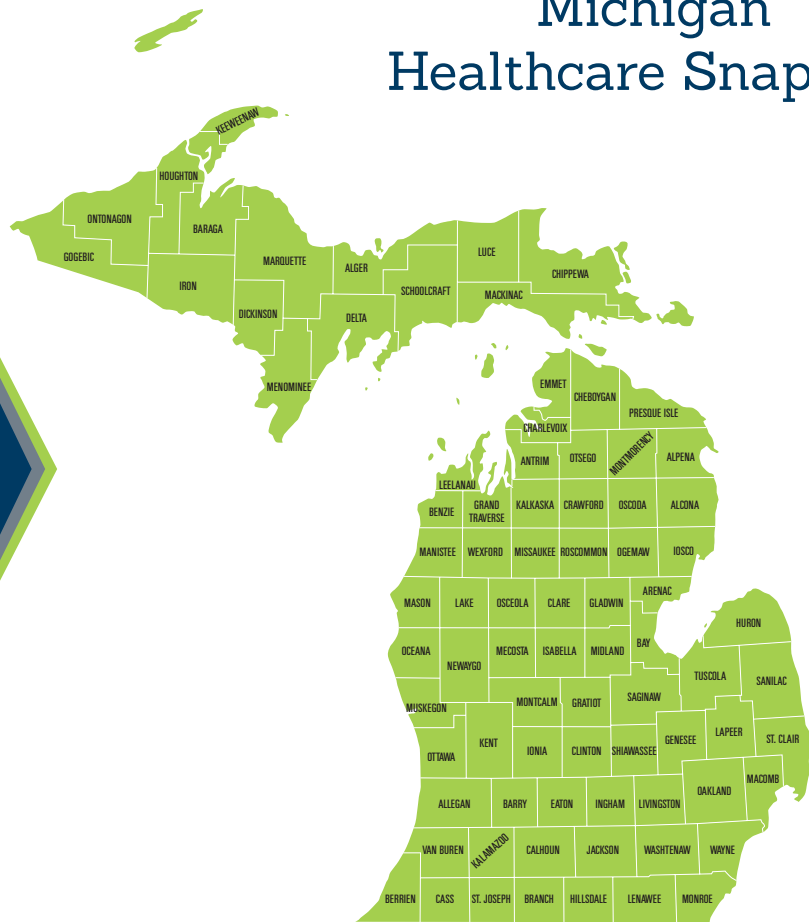 Michigan
Healthcare Snap
KEEWEENAW
HOUGHTON
ONTONAGON
BARAGA
GOGEBIC
MARQUETTE
ALGER
LUCE
CHIPPEWA
IRON
SCHOOLCRAFT
MACKINAC
DICKINSON
DELTA
MENOMINEE
EMMET
CHEBOYGAN
PRESQUE ISLE
CHARLEVOIX
ANTRIM
OTSEGO
MONTMORENCY
ALPENA
LEELANAU
BENZIE
GRAND
TRAVERSE
KALKASKA
CRAWFORD
OSCODA
ALCONA
MANISTEE
WEXFORD
MISSAUKEE
ROSCOMMON
OGEMAW
IOSCO
MASON
LAKE
OSCEOLA
CLARE
GLADWIN
ARENAC
HURON
OCEANA
NEWAYGO
MECOSTA
ISABELLA
MIDLAND
BAY
TUSCOLA
SANILAC
MUSKEGON
MONTCALM
GRATIOT
SAGINAW
OTTAWA
KENT
IONIA
CLINTON
SHIAWASSEE
GENESEE
LAPEER
ST. CLAIR
ALLEGAN
BARRY
EATON
INGHAM
LIVINGSTON
OAKLAND
MACOMB
VAN BUREN
KALAMAZOO
CALHOUN
JACKSON
WASHTENAW
WAYNE
BERRIEN
CASS
ST. JOSEPH
BRANCH
HILLSDALE
LENAWEE
MONROE